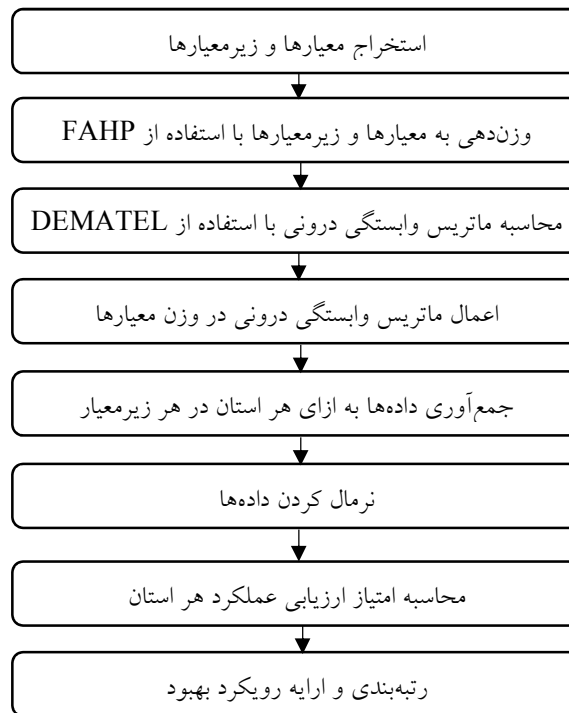 استخراج معیارها و زیرمعیارها
وزن‌دهی به معیارها و زیرمعیارها با استفاده از FAHP
محاسبه ماتریس وابستگی درونی با استفاده از DEMATEL
اعمال ماتریس وابستگی درونی در وزن معیارها
جمع‌آوری داده‌ها به ازای هر استان در هر زیرمعیار
نرمال کردن داده‌ها
محاسبه امتیاز ارزیابی عملکرد هر استان
رتبه‌بندی و ارایه رویکرد بهبود